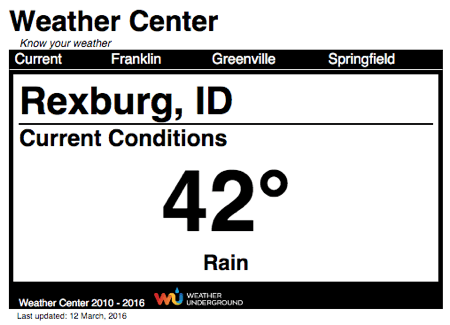 Weather Center
Know your weather
Current Franklin Greenville Springfield
Rexburg, ID
Current Conditions
42°
Rain
Weather Center 2010 - 2016 WEATHER UNDERGROUND
Last updated: 12 March, 2016